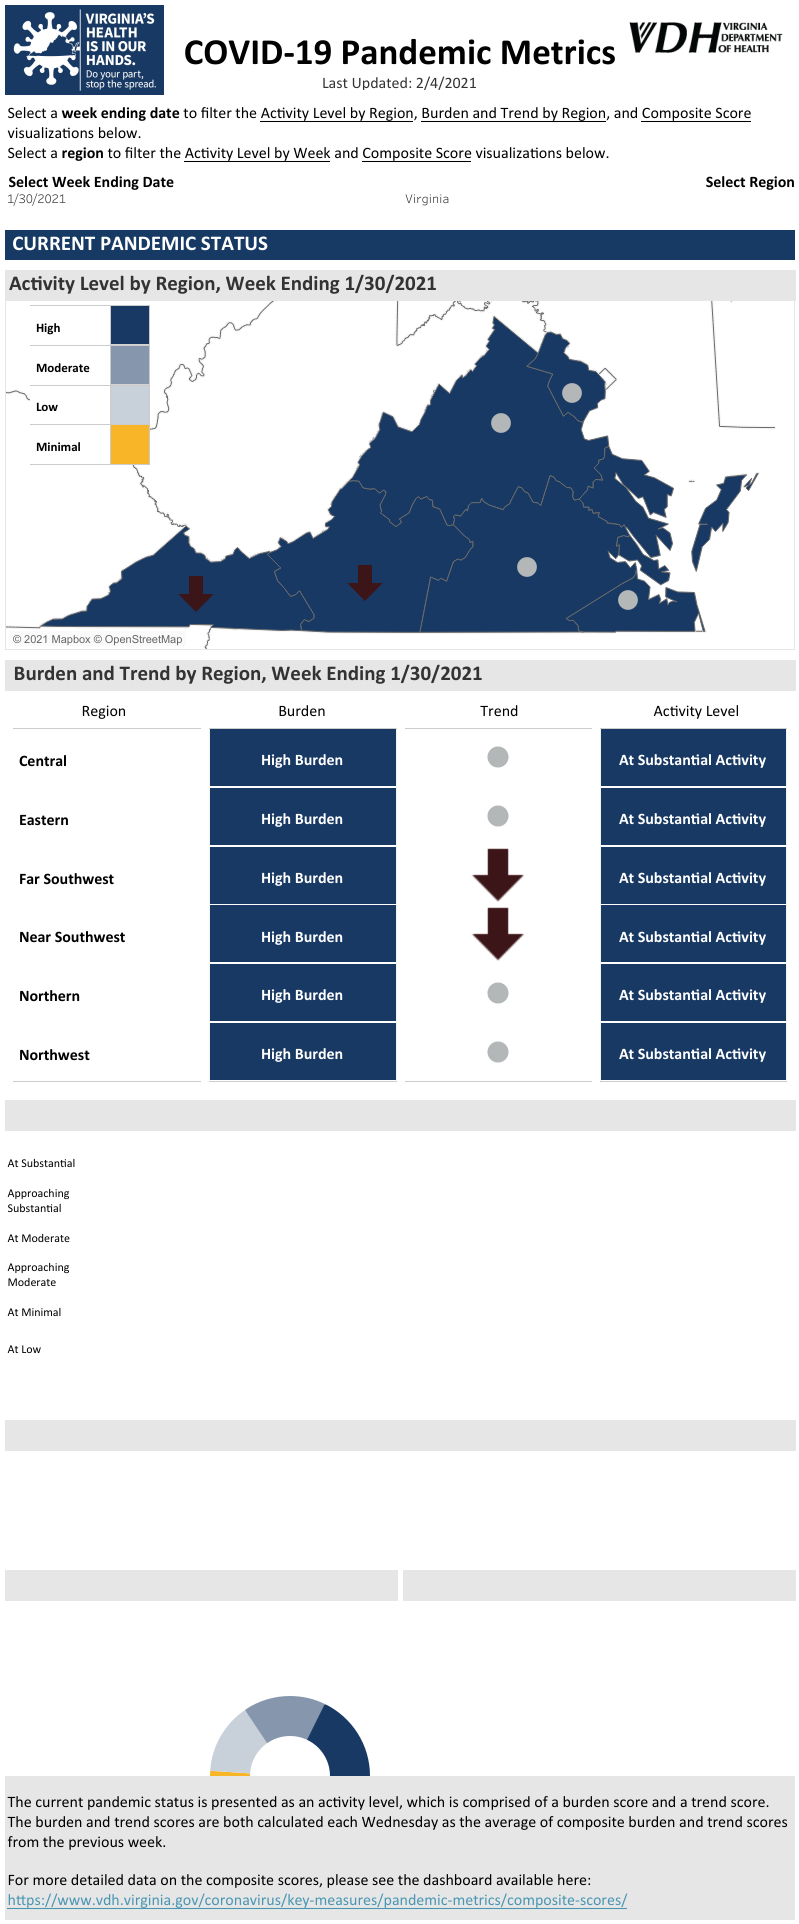 VIRGINIA'S
HEALTH
IS IN OUR
HANDS.
Do your part,
stop the spread.
COVID-19 Pandemic Metrics
Last Updated: 2/4/2021
VDH VIRGINIA
DEPARTMENT
OF HEALTH
Select a week ending date to filter the Activity Level by Region, Burden and Trend by Region, and Composite Score
visualizations below.
Select a region to filter the Activity Level by Week and Composite Score visualizations below.
Select Week Ending Date
Select Region
1/30/2021
Virginia
CURRENT PANDEMIC STATUS
Activity Level by Region, Week Ending 1/30/2021
High
Moderate
Low
Minimal
© 2021 Mapbox © OpenStreetMap
Burden and Trend by Region, Week Ending 1/30/2021
Region Burden Trend Activity Level
Central High Burden At Substantial Activity
Eastern High Burden At Substantial Activity
Far Southwest High Burden At Substantial Activity
Near Southwest High Burden At Substantial Activity
Northern High Burden At Substantial Activity
Northwest High Burden At Substantial Activity
At Substantial
Approaching
Substantial
At Moderate
Approaching
Moderate
At Minimal
At Low
The current pandemic status is presented as an activity level, which is comprised of a burden score and a trend score.
The burden and trend scores are both calculated each Wednesday as the average of composite burden and trend scores
from the previous week.
For more detailed data on the composite scores, please see the dashboard available here:
https://www.vdh.virginia.gov/coronavirus/key-measures/pandemic-metrics/composite-scores/